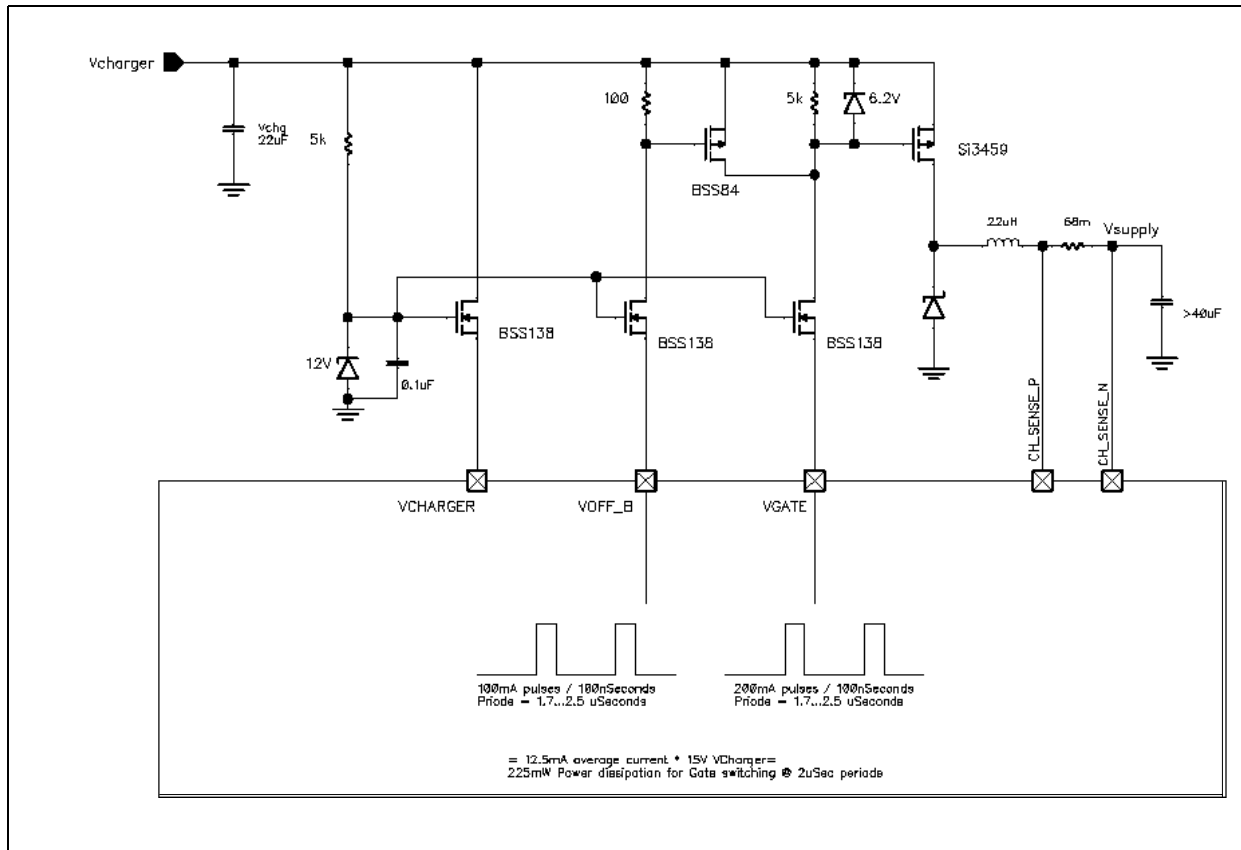 Vcharger
Vchg
22uF
5k
100
5k
6.2V
BSS84
Si3459
22uH
68m
Vsupply
>40uF
12V
0.1uF
BSS138
BSS138
BSS138
CH_SENSE_P
CH_SENSE_N
VCHARGER
VOFF_B
VGATE
100mA pulses / 100nSeconds
Priode = 1.7...2.5 uSeconds
200mA pulses / 100nSeconds
Priode = 1.7...2.5 uSeconds
= 12.5mA average current * 15V VCharger=
225mW Power dissipation for Gate switching @ 2uSec periode